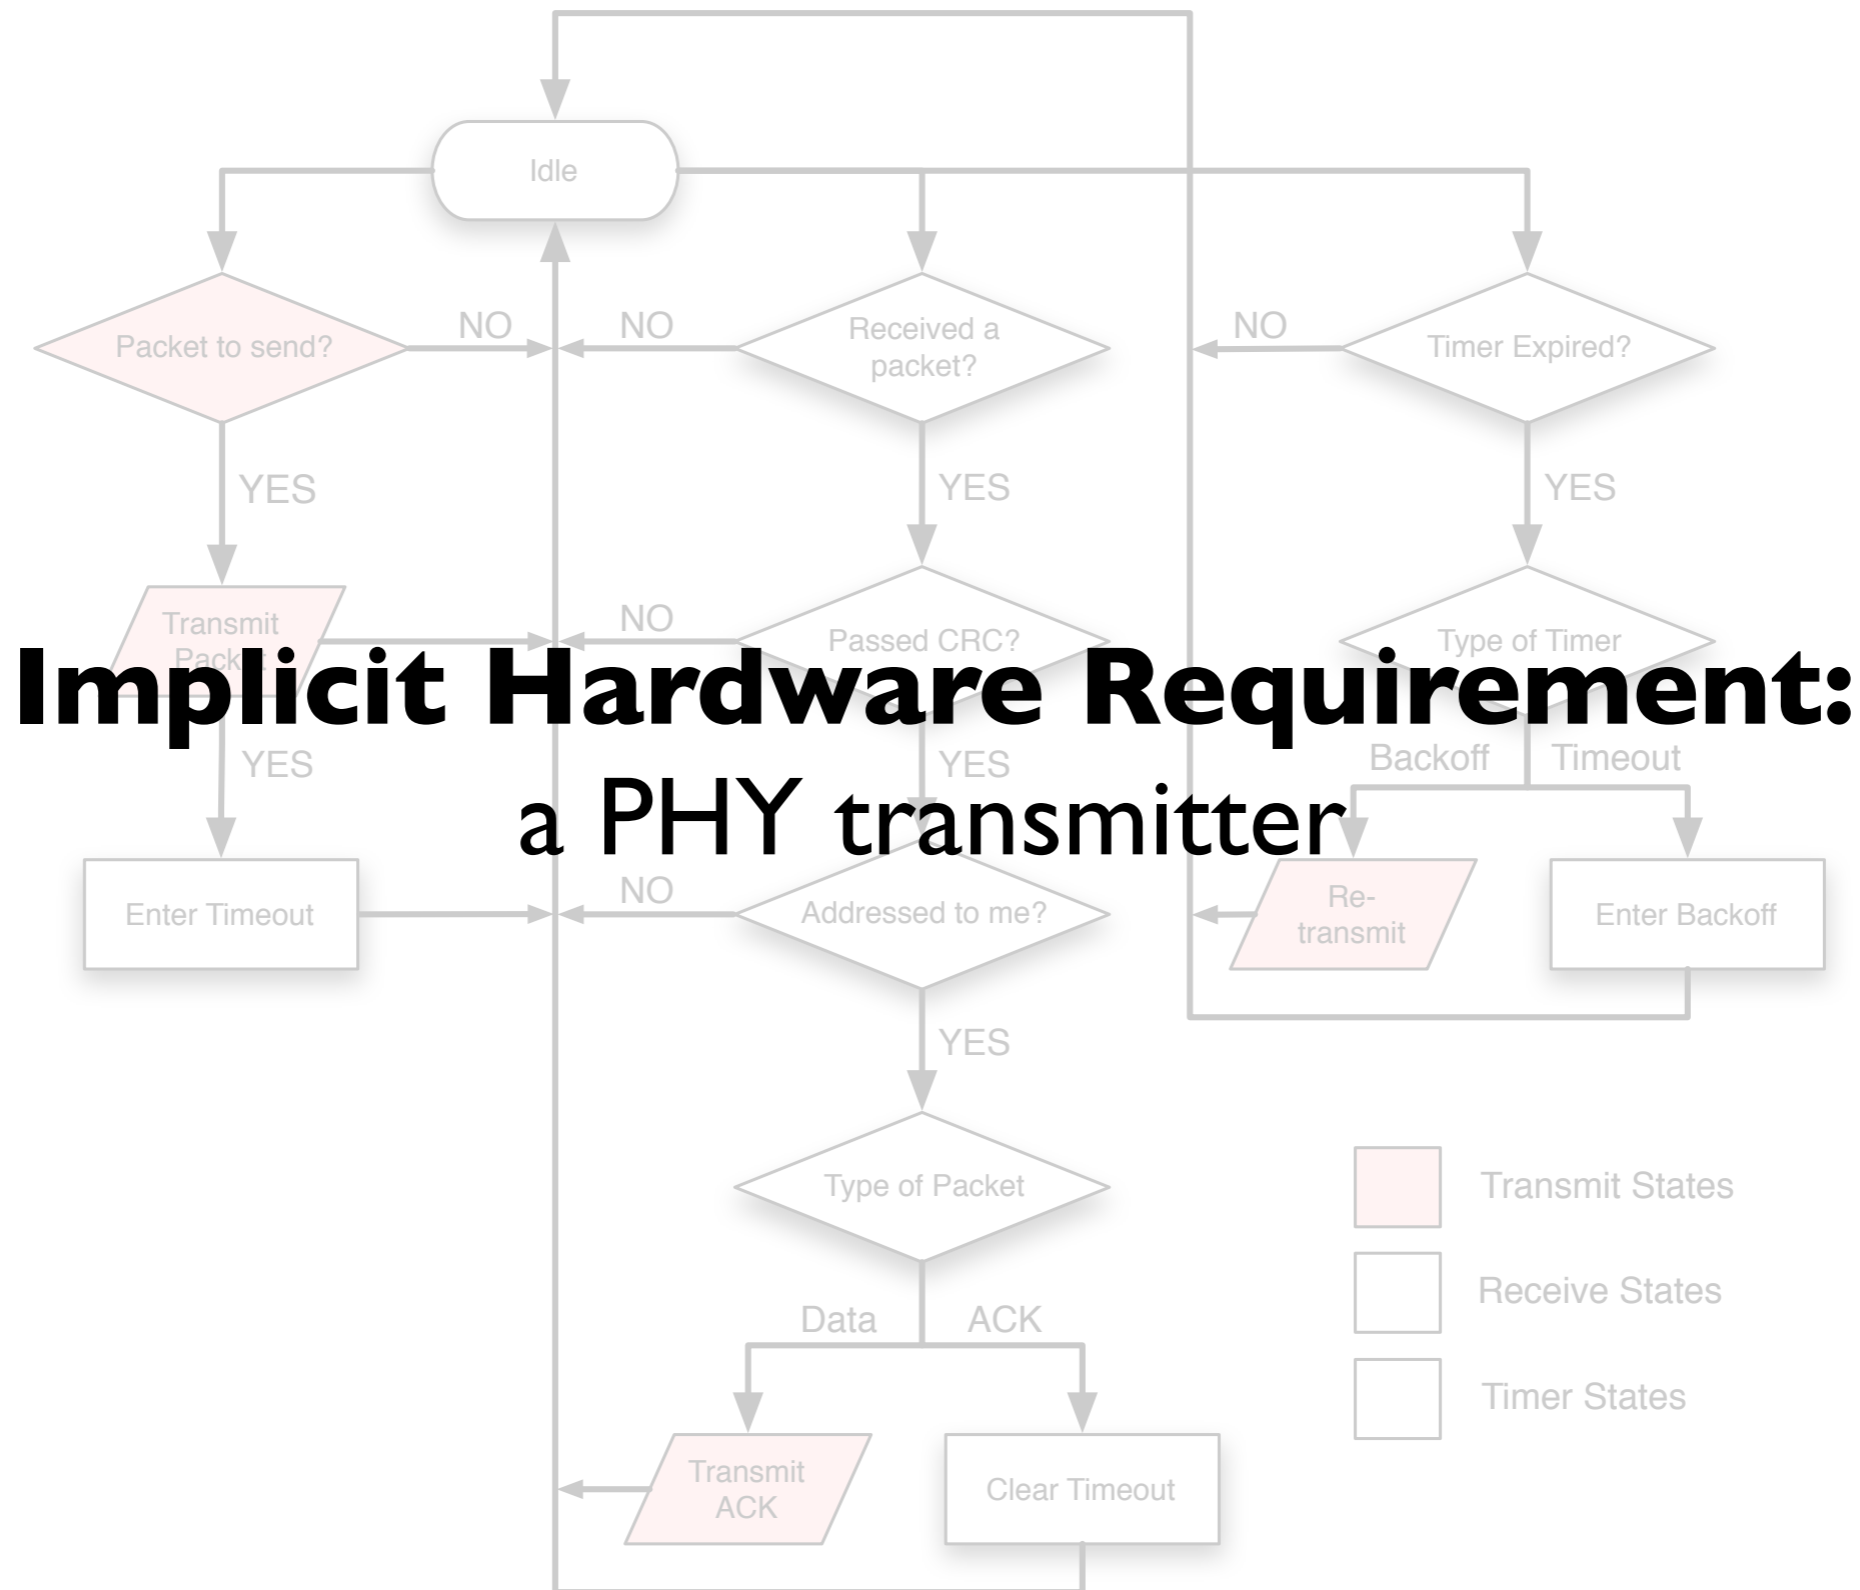 Idle
Packet to send?
NO
NO
Received a
packet?
NO
Timer Expired?
YES
YES
YES
Transmit
Packet
NO
Passed CRC?
Type of Timer
Implicit Hardware Requirement:
a PHY transmitter
YES
YES
Backoff
Timeout
Enter Timeout
NO
Addressed to me?
Re-
transmit
Enter Backoff
YES
Type of Packet
Transmit States
Receive States
Data
ACK
Timer States
Transmit
ACK
Clear Timeout